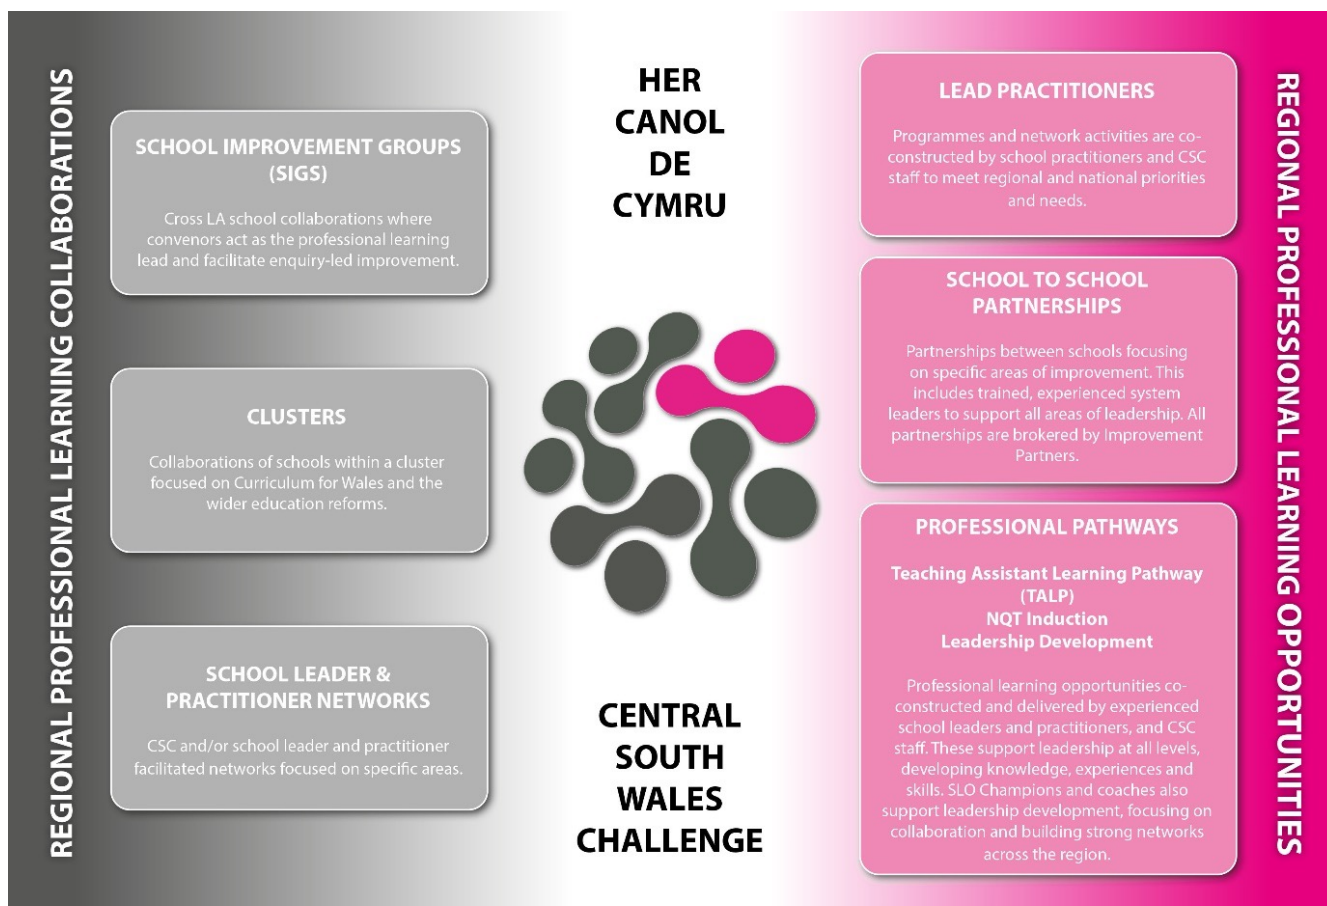 REGIONAL PROFESSIONAL LEARNING COLLABORATIONS
SCHOOL IMPROVEMENT GROUPS
(SIGS)
Cross LA school collaborations where
convenors act as the professional learning
lead and facilitate enquiry-led improvement.
CLUSTERS
Collaborations of schools within a cluster
focused on Curriculum for Wales and the
wider education reforms.
SCHOOL LEADER &
PRACTITIONER NETWORKS
CSC and/or school leader and practitioner
facilitated networks focused on specific areas.
HER
CANOL
DE
CYMRU
CENTRAL
SOUTH
WALES
CHALLENGE
LEAD PRACTITIONERS
Programmes and network activities are co-
constructed by school practitioners and CSC
staff to meet regional and national priorities
and needs.
SCHOOL TO SCHOOL
PARTNERSHIPS
Partnerships between schools focusing
on specific areas of improvement. This
includes trained, experienced system
leaders to support all areas of leadership. All
partnerships are brokered by Improvement
Partners.
PROFESSIONAL PATHWAYS
Teaching Assistant Learning Pathway
(TALP)
NQT Induction
Leadership Development
Professional learning opportunities co-
constructed and delivered by experienced
school leaders and practitioners, and CSC
staff. These support leadership at all levels,
developing knowledge, experiences and
skills. SLO Champions and coaches also
support leadership development, focusing on
collaboration and building strong networks
across the region.
REGIONAL PROFESSIONAL LEARNING OPPORTUNITIES